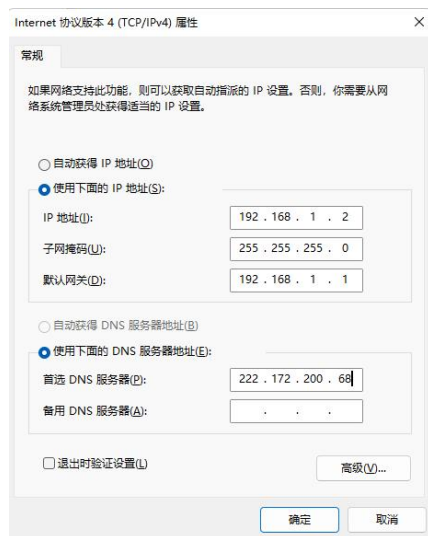 Internet 协议版本 4 (TCP/IPv4) 属性
常规
如果网络支持此功能，则可以获取自动指派的 IP 设置。否则，你需要从网
络系统管理员处获得适当的 IP 设置。
自动获得 IP 地址(O)
使用下面的 IP 地址(S):
IP 地址(I): 192 . 168 . 1 . 2
子网掩码(U): 255 . 255 . 255 . 0
默认网关(D): 192 . 168 . 1 . 1
自动获得 DNS 服务器地址(B)
使用下面的 DNS 服务器地址(E):
首选 DNS 服务器(P): 222 . 172 . 200 . 68
备用 DNS 服务器(A): . . .
退出时验证设置(L)
高级(V)...
确定 取消